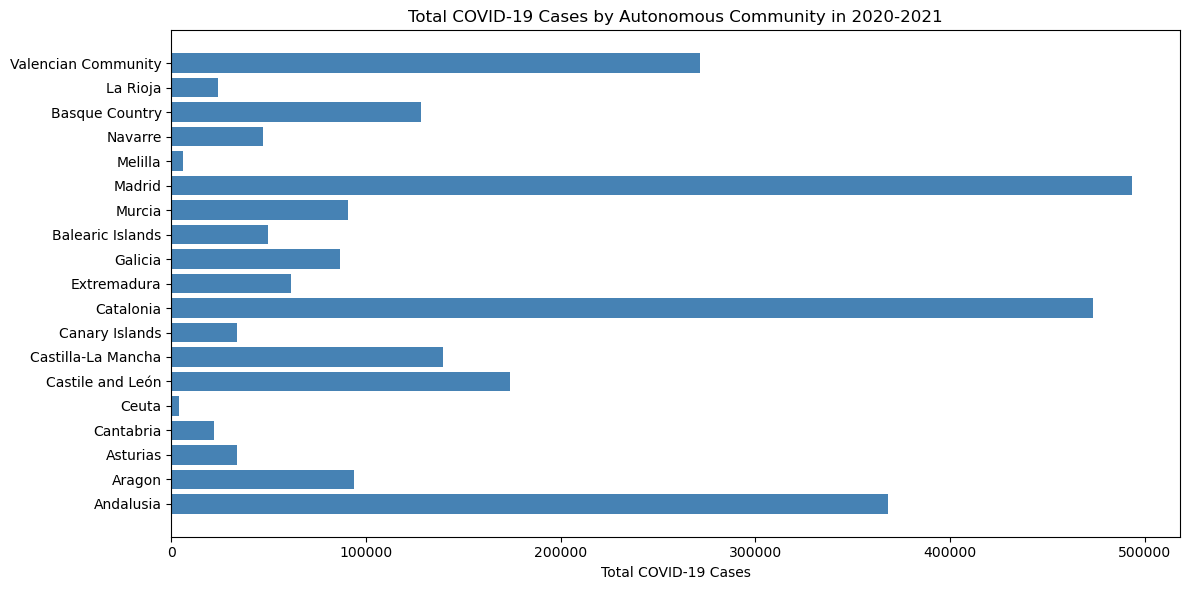 Total COVID-19 Cases by Autonomous Community in 2020-2021
Valencian Community
La Rioja
Basque Country
Navarre
Melilla
Madrid
Murcia
Balearic Islands
Galicia
Extremadura
Catalonia
Canary Islands
Castilla-La Mancha
Castile and León
Ceuta
Cantabria
Asturias
Aragon
Andalusia
0 100000 200000 300000 400000 500000
Total COVID-19 Cases